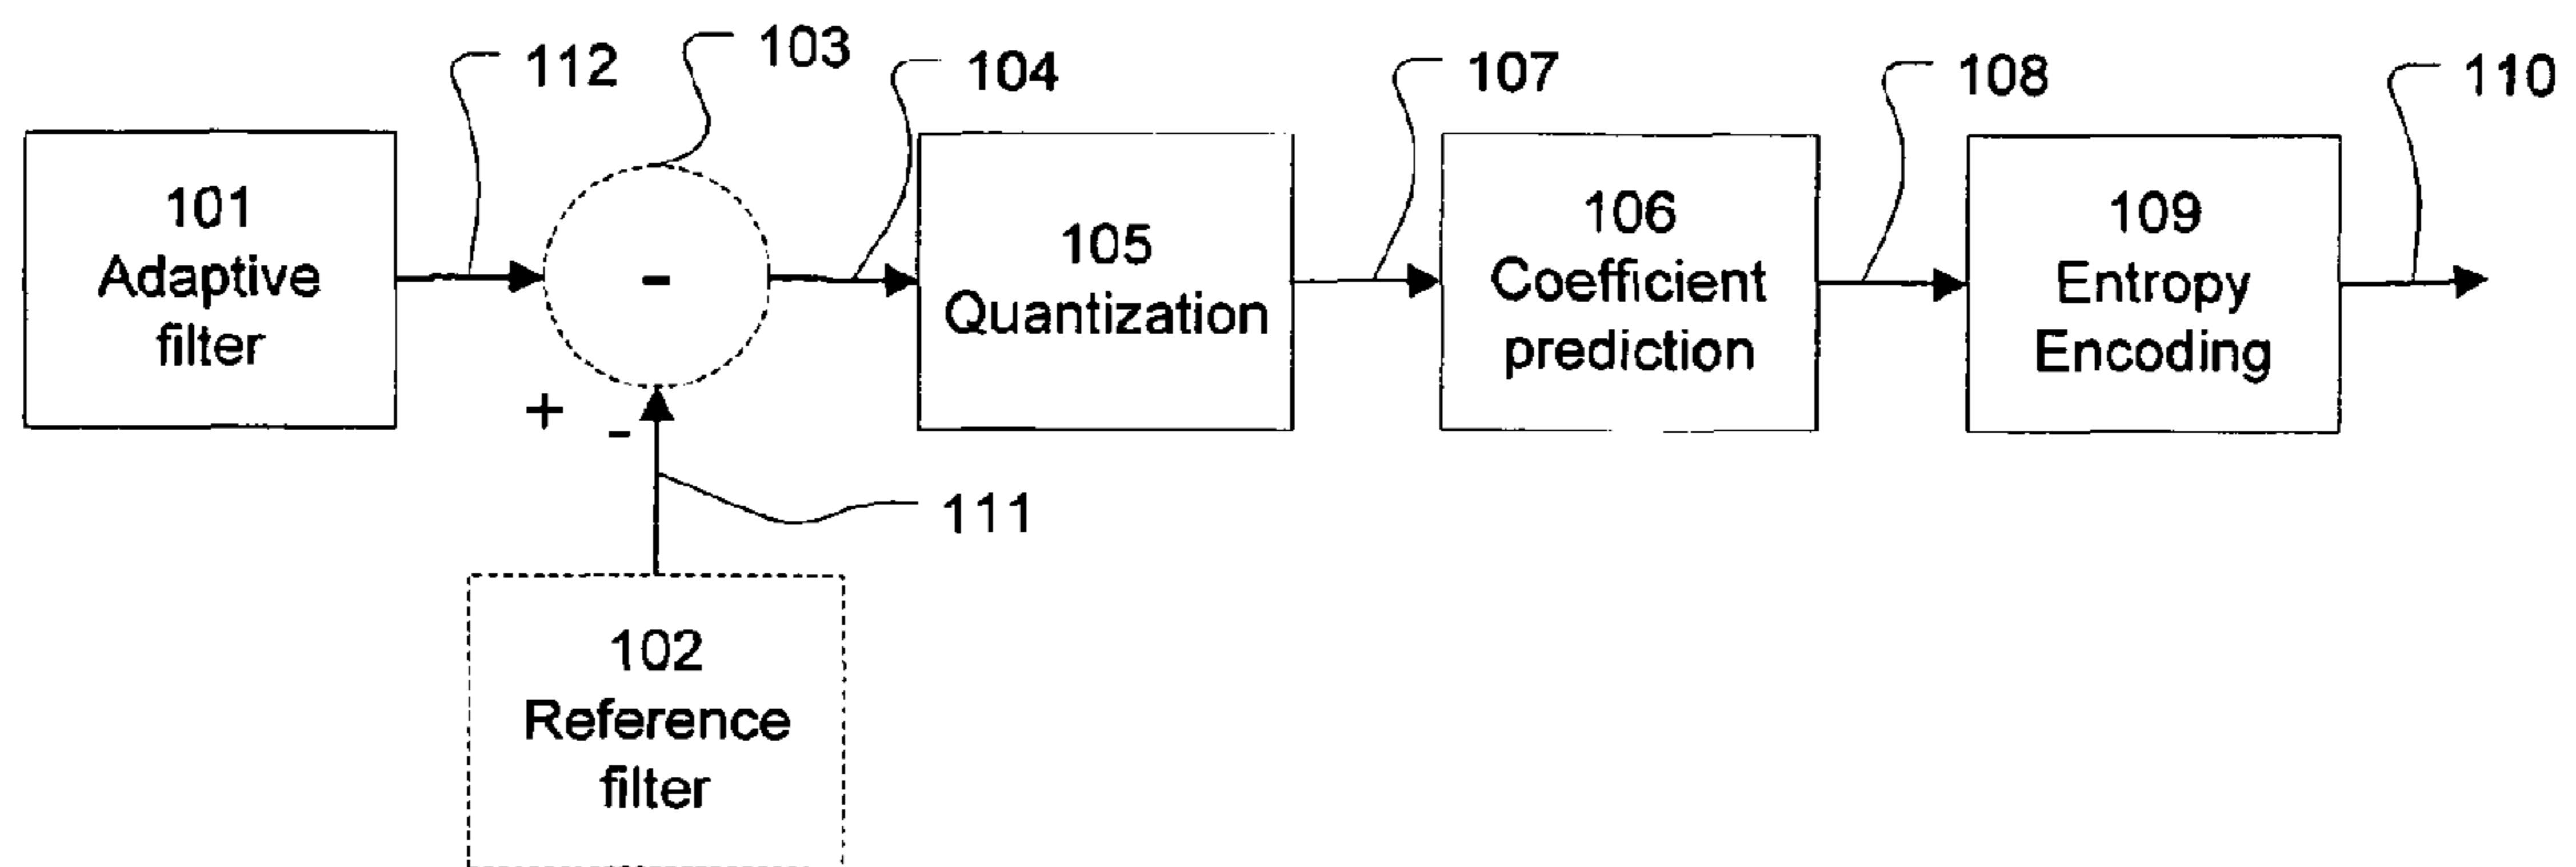 112
103
104
107
108
110
101
Adaptive
filter
-
105
Quantization
106
Coefficient
prediction
109
Entropy
Encoding
+
-
111
102
Reference
filter